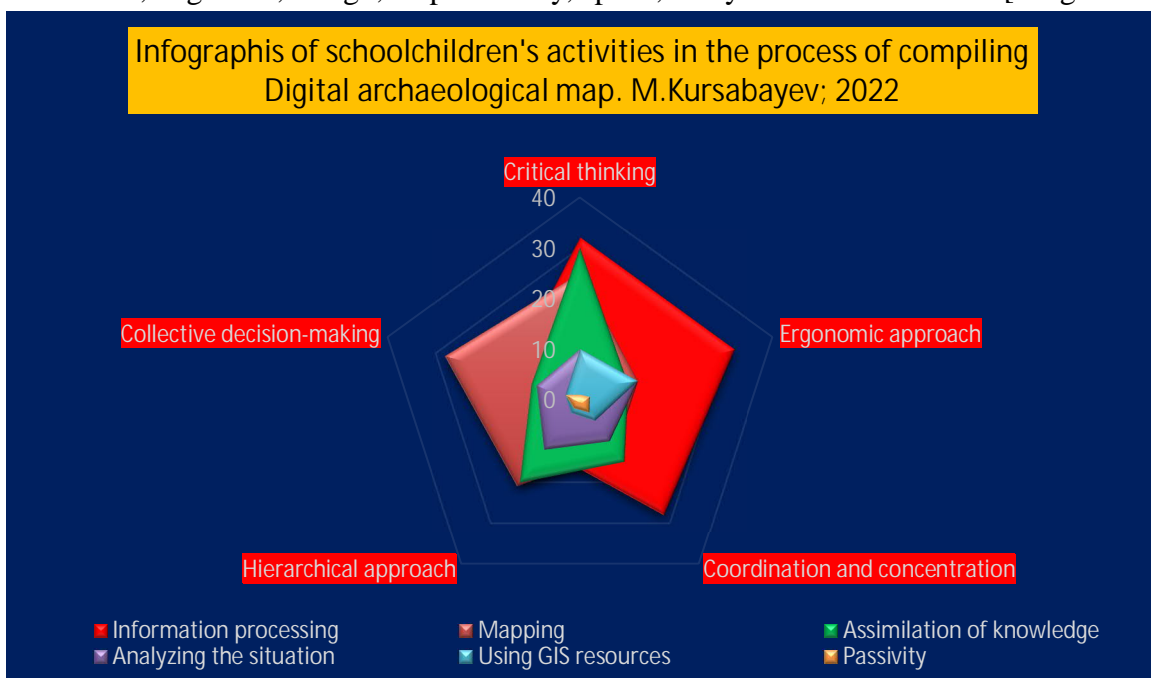 Infographis of schoolchildren's activities in the process of compiling
Digital archaeological map. M.Kursabayev; 2022
Critical thinking
40
30
20
10
0
Collective decision-making
Ergonomic approach
Hierarchical approach
Coordination and concentration
Information processing
Mapping
Assimilation of knowledge
Analyzing the situation
Using GIS resources
Passivity